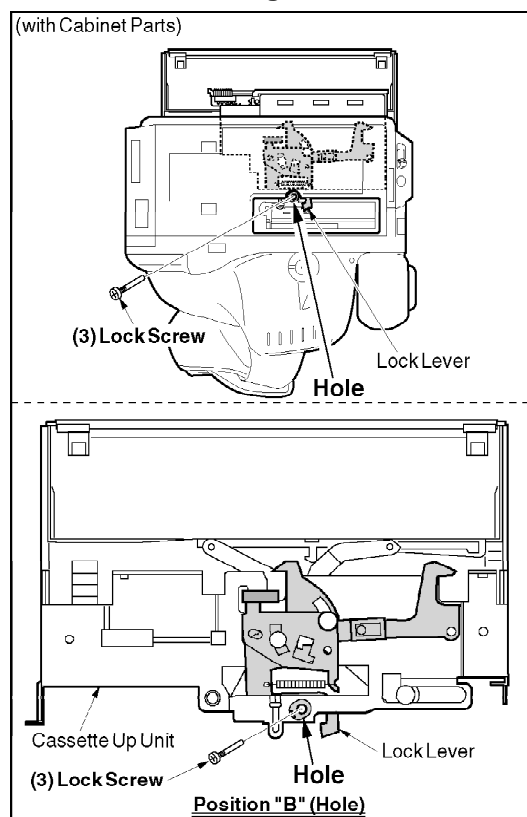 (with Cabinet Parts)
(3) Lock Screw
Lock Lever
Hole
Cassette Up Unit
Lock Lever
(3) Lock Screw
Hole
Position "B" (Hole)